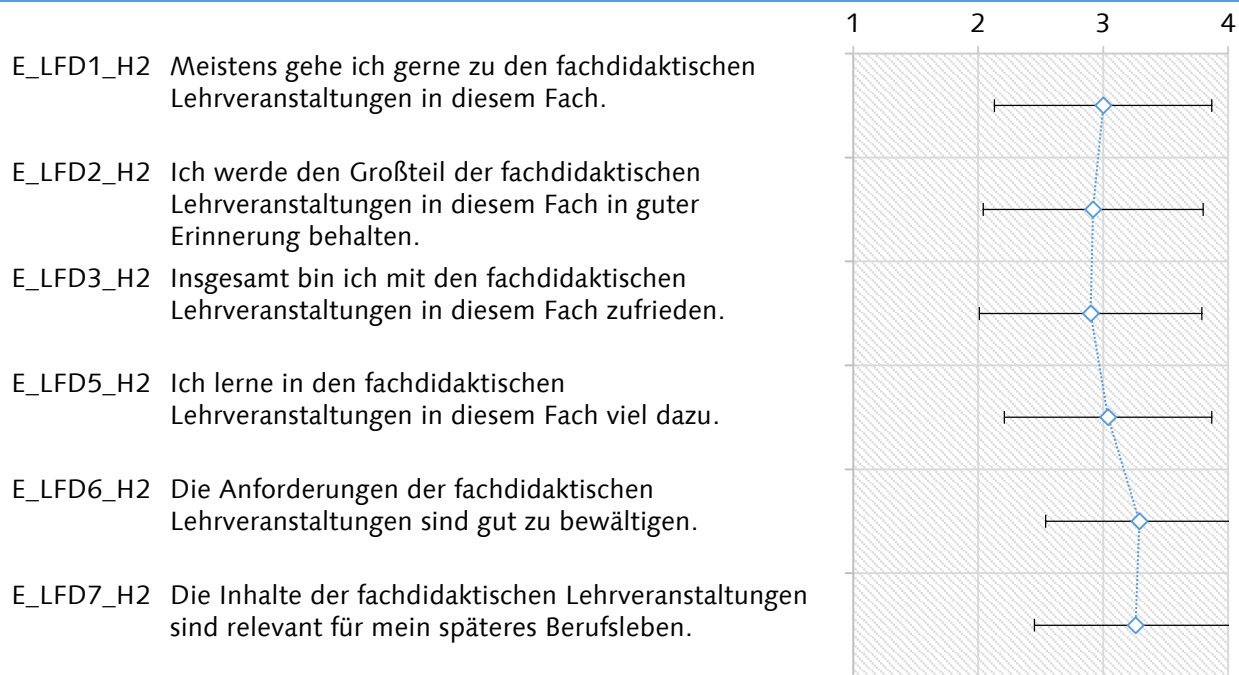 1 2 3 4
E_LFD1_H2 Meistens gehe ich gerne zu den fachdidaktischen
Lehrveranstaltungen in diesem Fach.
E_LFD2_H2 Ich werde den Großteil der fachdidaktischen
Lehrveranstaltungen in diesem Fach in guter
Erinnerung behalten.
E_LFD3_H2 Insgesamt bin ich mit den fachdidaktischen
Lehrveranstaltungen in diesem Fach zufrieden.
E_LFD5_H2 Ich lerne in den fachdidaktischen
Lehrveranstaltungen in diesem Fach viel dazu.
E_LFD6_H2 Die Anforderungen der fachdidaktischen
Lehrveranstaltungen sind gut zu bewältigen.
E_LFD7_H2 Die Inhalte der fachdidaktischen Lehrveranstaltungen
sind relevant für mein späteres Berufsleben.